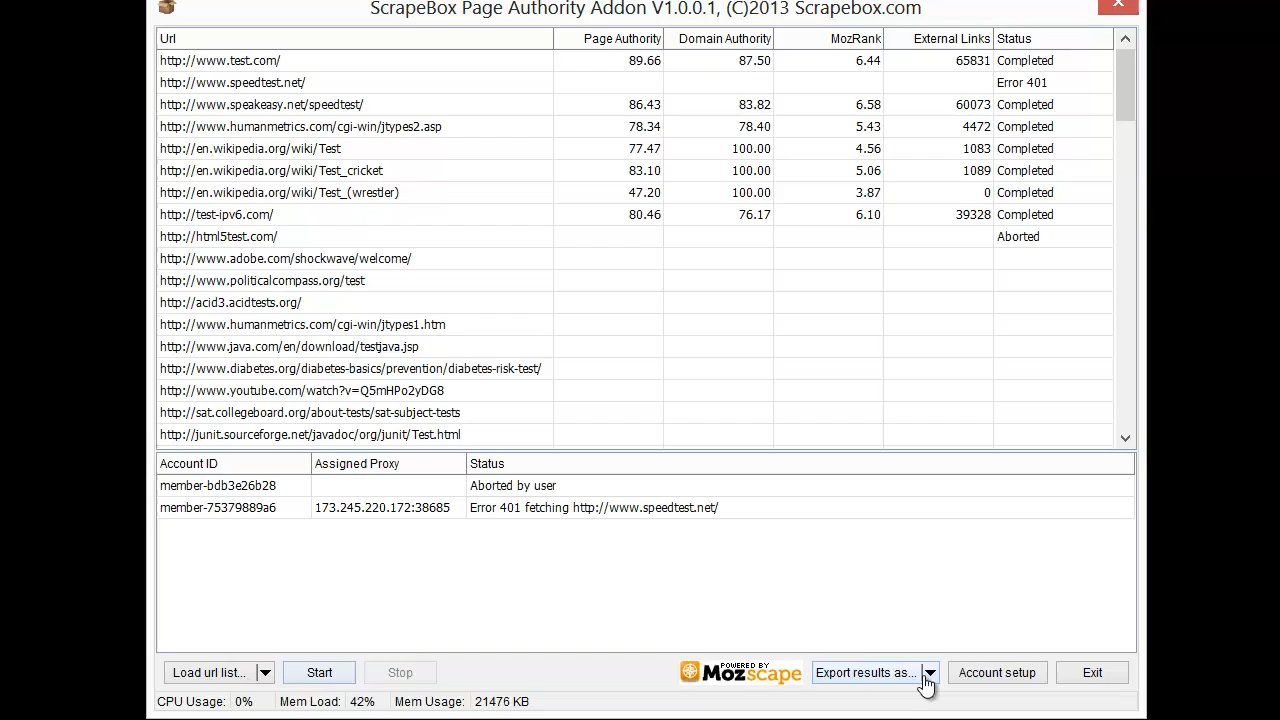 ScrapeBox Page Authority Addon V1.0.0.1, (C)2013 Scrapebox.com
Url Page Authority Domain Authority MozRank External Links Status
http://www.test.com/ 89.66 87.50 6.44 65831 Completed
http://www.speedtest.net/ Error 401
http://www.speakeasy.net/speedtest/ 86.43 83.82 6.58 60073 Completed
http://www.humanmetrics.com/cgi-win/jtypes2.asp 78.34 78.40 5.43 4472 Completed
http://en.wikipedia.org/wiki/Test 77.47 100.00 4.56 1083 Completed
http://en.wikipedia.org/wiki/Test_cricket 83.10 100.00 5.06 1089 Completed
http://en.wikipedia.org/wiki/Test_(wrestler) 47.20 100.00 3.87 0 Completed
http://test-ipv6.com/ 80.46 76.17 6.10 39328 Completed
http://html5test.com/ Aborted
http://www.adobe.com/shockwave/welcome/
http://www.politicalcompass.org/test
http://acid3.acidtests.org/
http://www.humanmetrics.com/cgi-win/jtypes1.htm
http://www.java.com/en/download/testjava.jsp
http://www.diabetes.org/diabetes-basics/prevention/diabetes-risk-test/
http://www.youtube.com/watch?v=Q5mHPo2yDG8
http://sat.collegeboard.org/about-tests/sat-subject-tests
http://junit.sourceforge.net/javadoc/org/junit/Test.html
Account ID Assigned Proxy Status
member-bdb3e26b28 Aborted by user
member-75379889a6 173.245.220.172:38685 Error 401 fetching http://www.speedtest.net/
Load url list... Start Stop POWERED BY Mozscape Export results as... Account setup Exit
CPU Usage: 0% Mem Load: 42% Mem Usage: 21476 KB